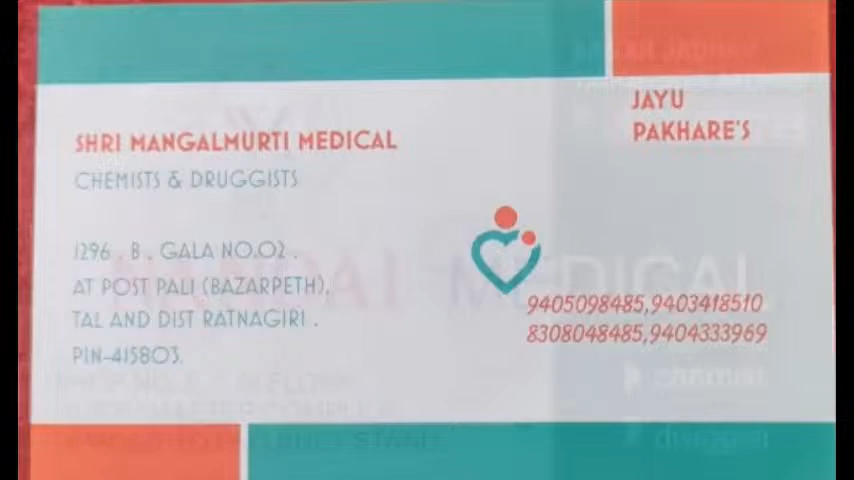 JAYU
PAKHARE'S
SHRI MANGALMURTI MEDICAL
CHEMISTS & DRUGGISTS
1296 . B . GALA NO.02 .
AT POST PALI (BAZARPETH),
TAL AND DIST RATNAGIRI .
PIN-415803.
9405098485,9403418510
8308048485,9404333969
MEDICAL